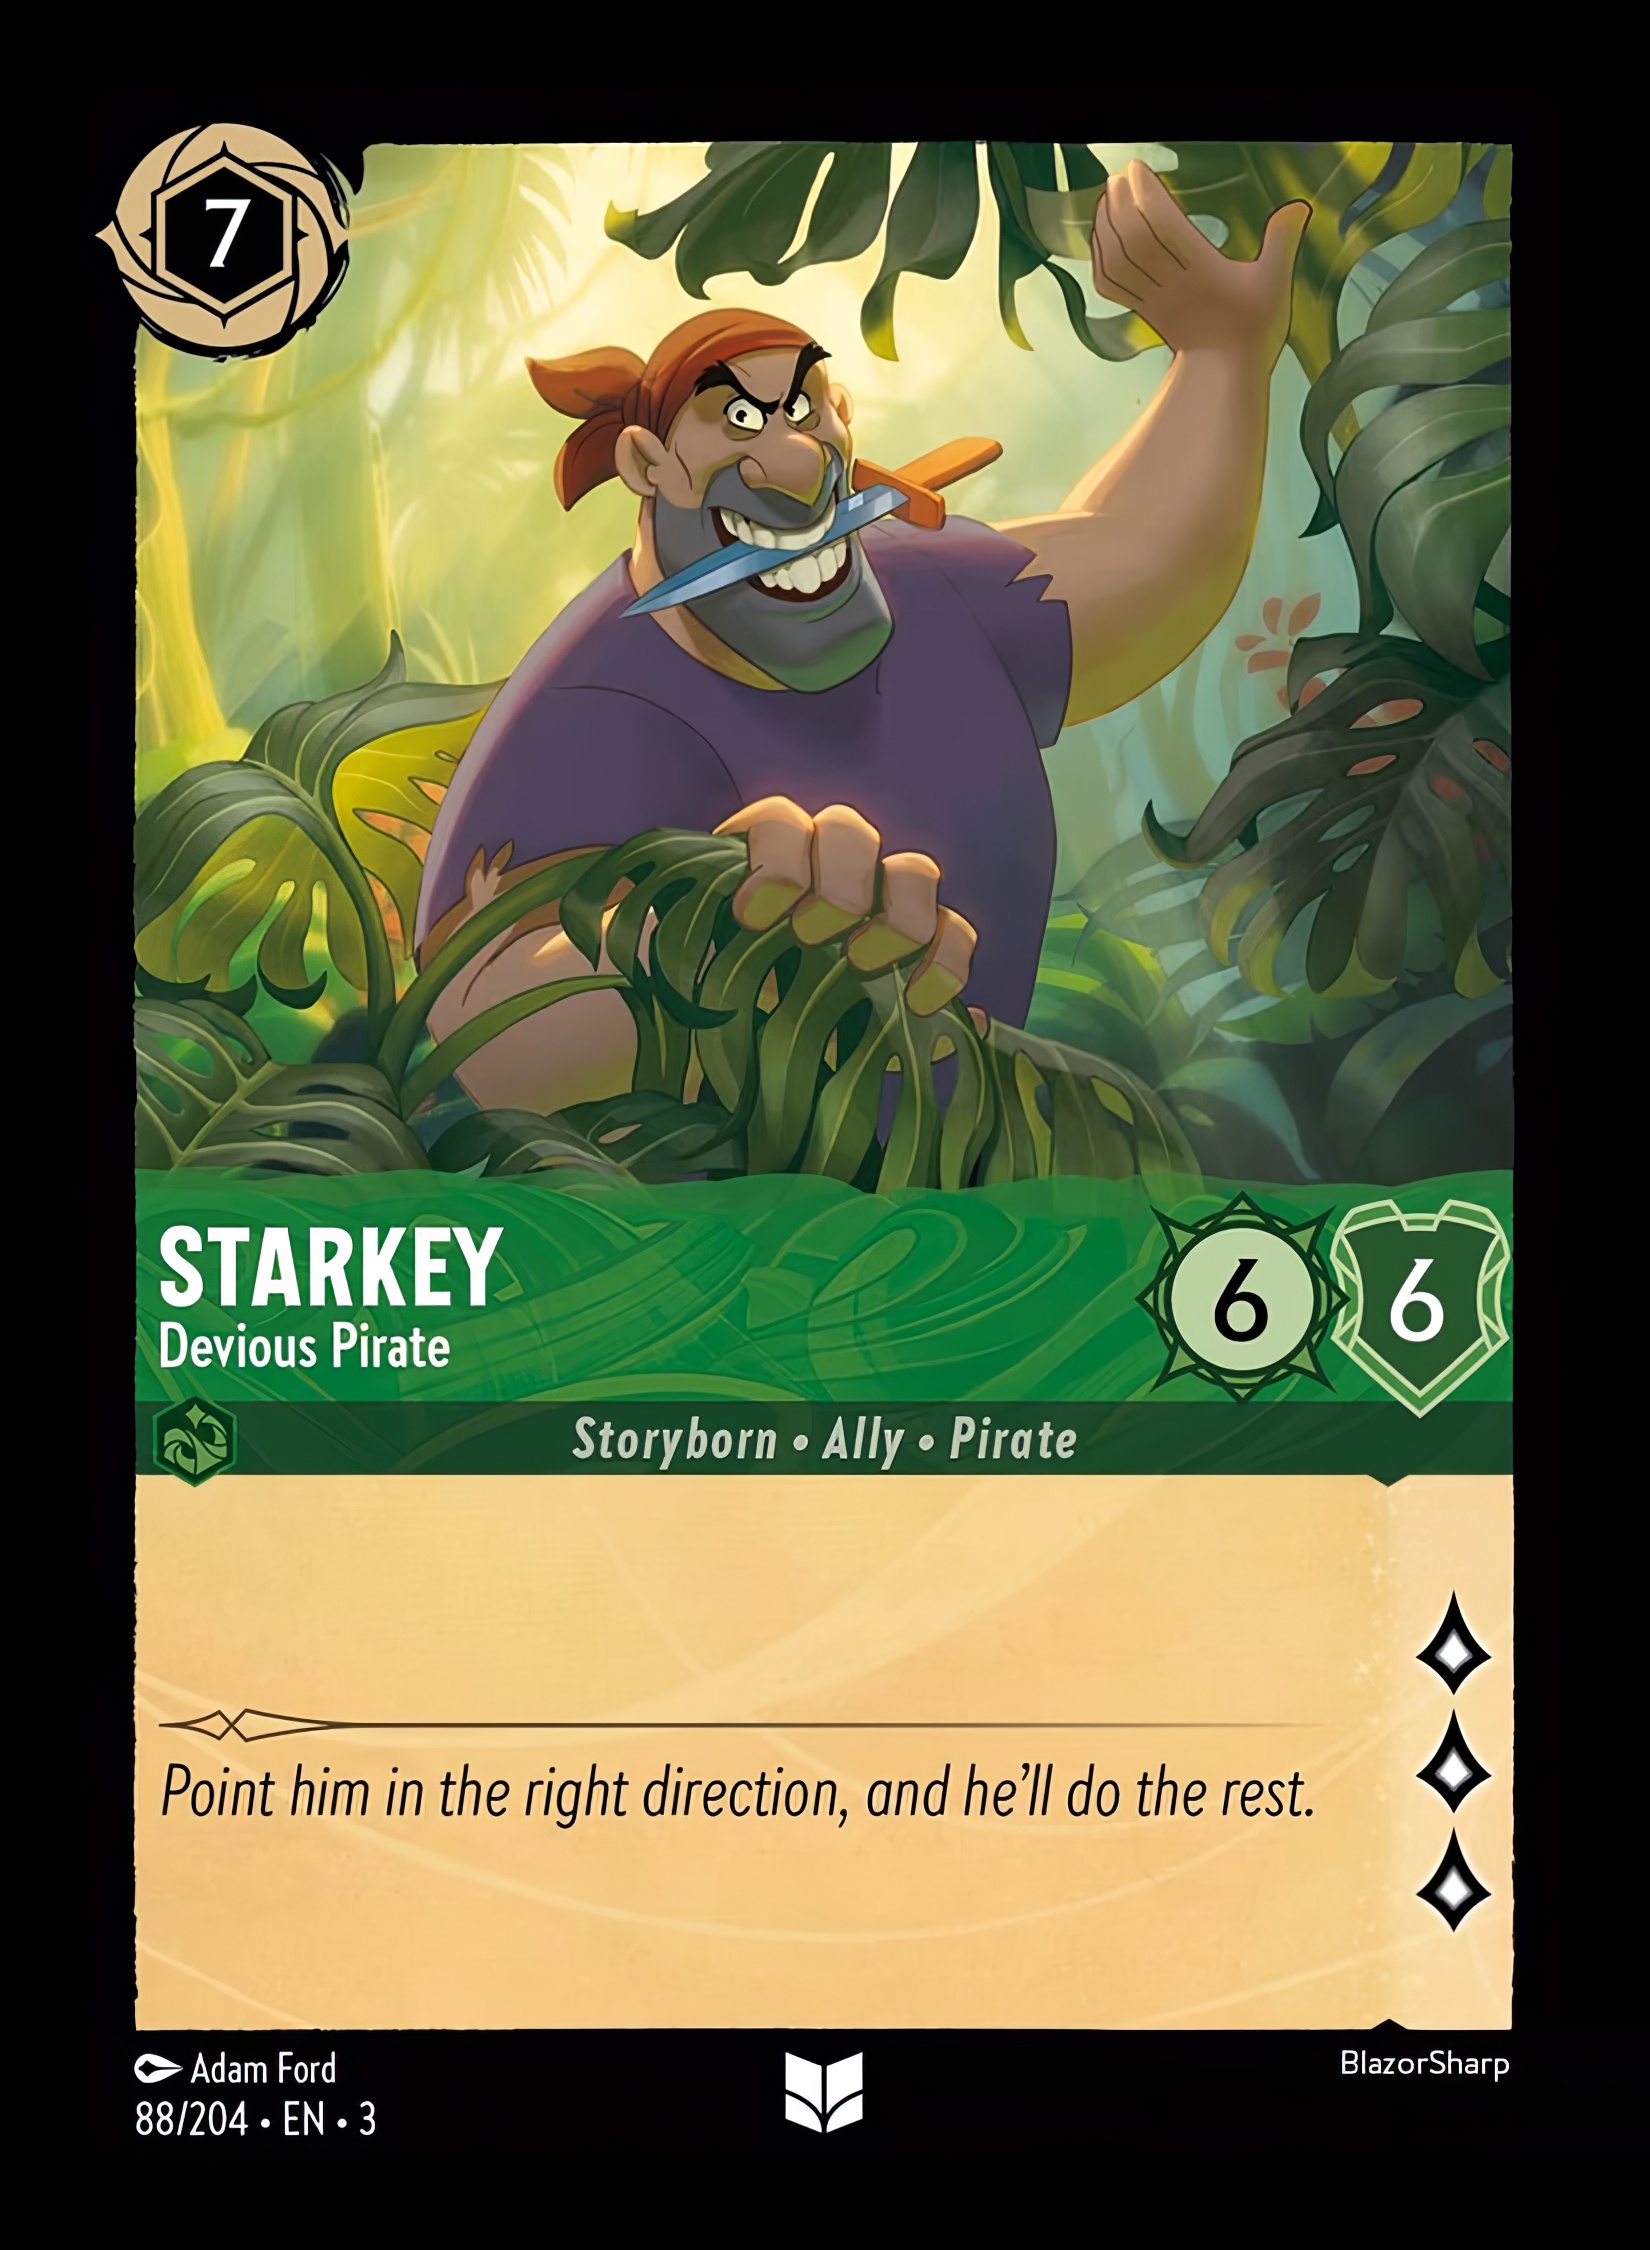 7
STARKEY
Devious Pirate
6 6
Storyborn • Ally • Pirate
Point him in the right direction, and he’ll do the rest.
Adam Ford
88/204 • EN • 3
BlazorSharp